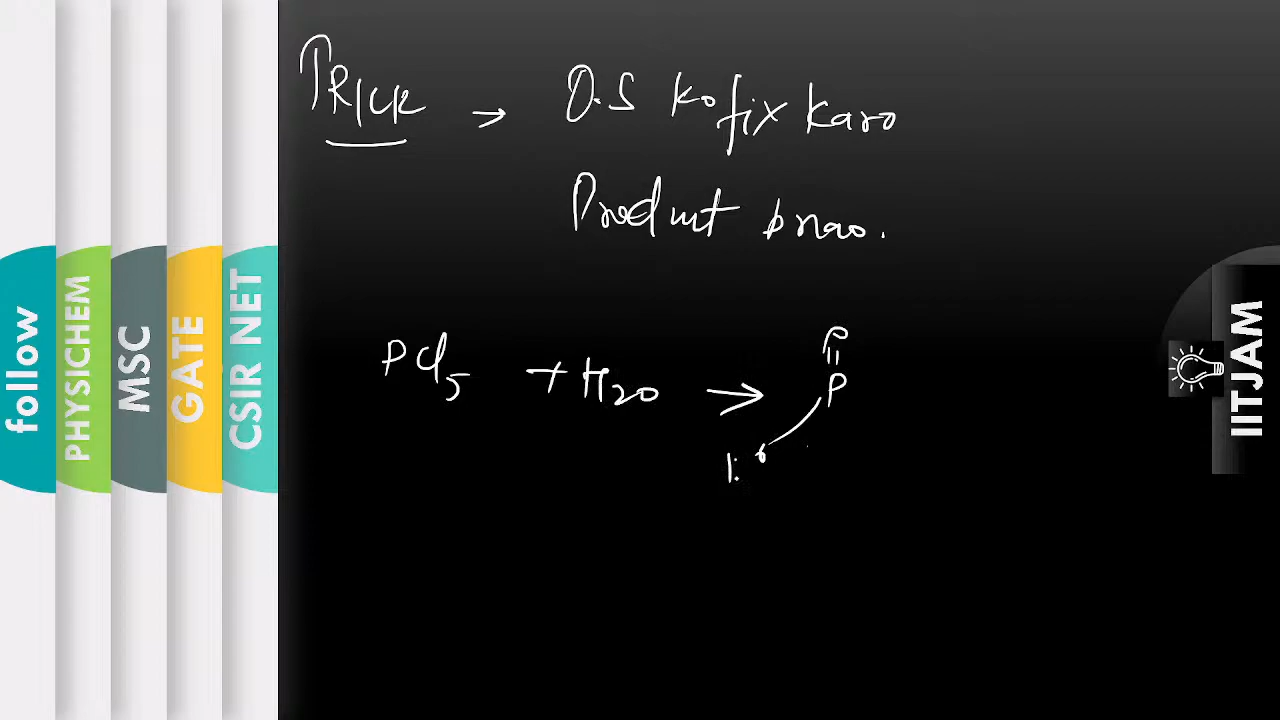 TRICK → O.S ko fix karo
Product bnao.
PCl5 + H2O →
P
follow
PHYSICHEM
MSC
GATE
CSIR NET
IITJAM